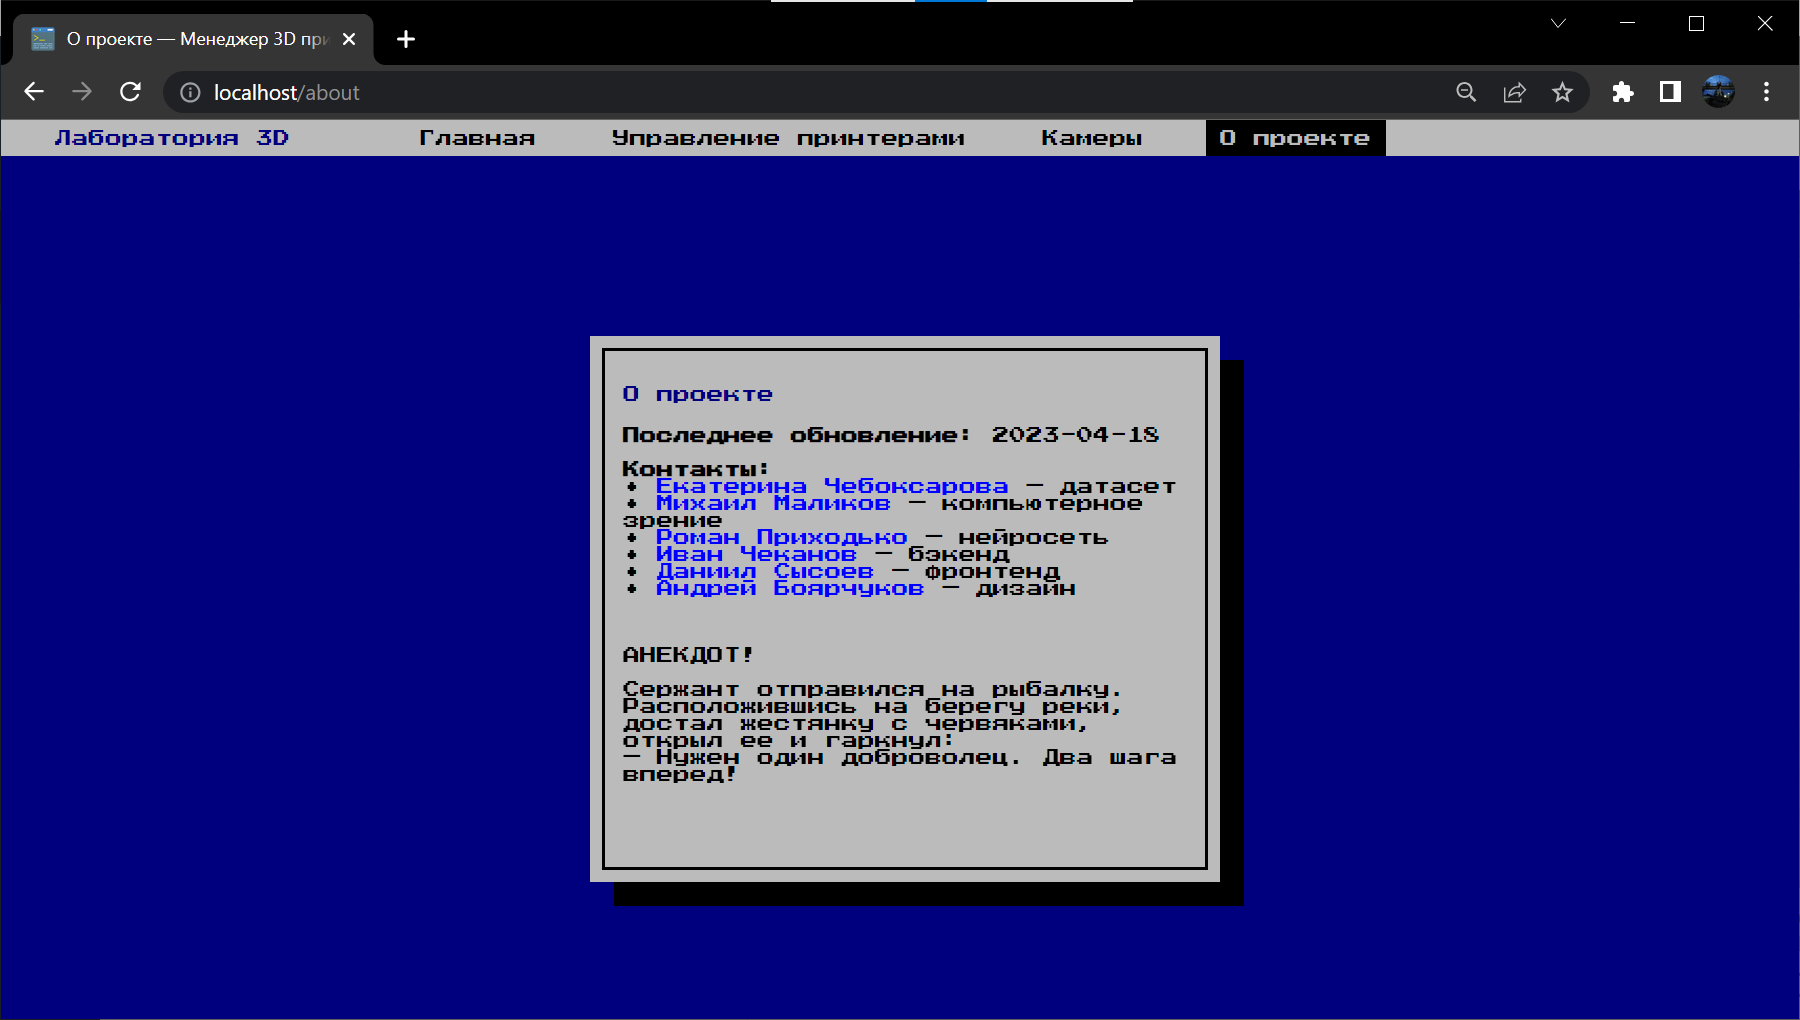 О проекте — Менеджер 3D при
localhost/about
Лаборатория 3D Главная Управление принтерами Камеры О проекте
О проекте
Последнее обновление: 2023-04-18
Контакты:
• Екатерина Чебоксарова — датасет
• Михаил Маликов — компьютерное
зрение
• Роман Приходько — нейросеть
• Иван Чеканов — бэкенд
• Даниил Сысоев — фронтенд
• Андрей Боярчуков — дизайн
АНЕКДОТ!
Сержант отправился на рыбалку.
Расположившись на берегу реки,
достал жестянку с червяками,
открыл ее и гаркнул:
— Нужен один доброволец. Два шага
вперед!